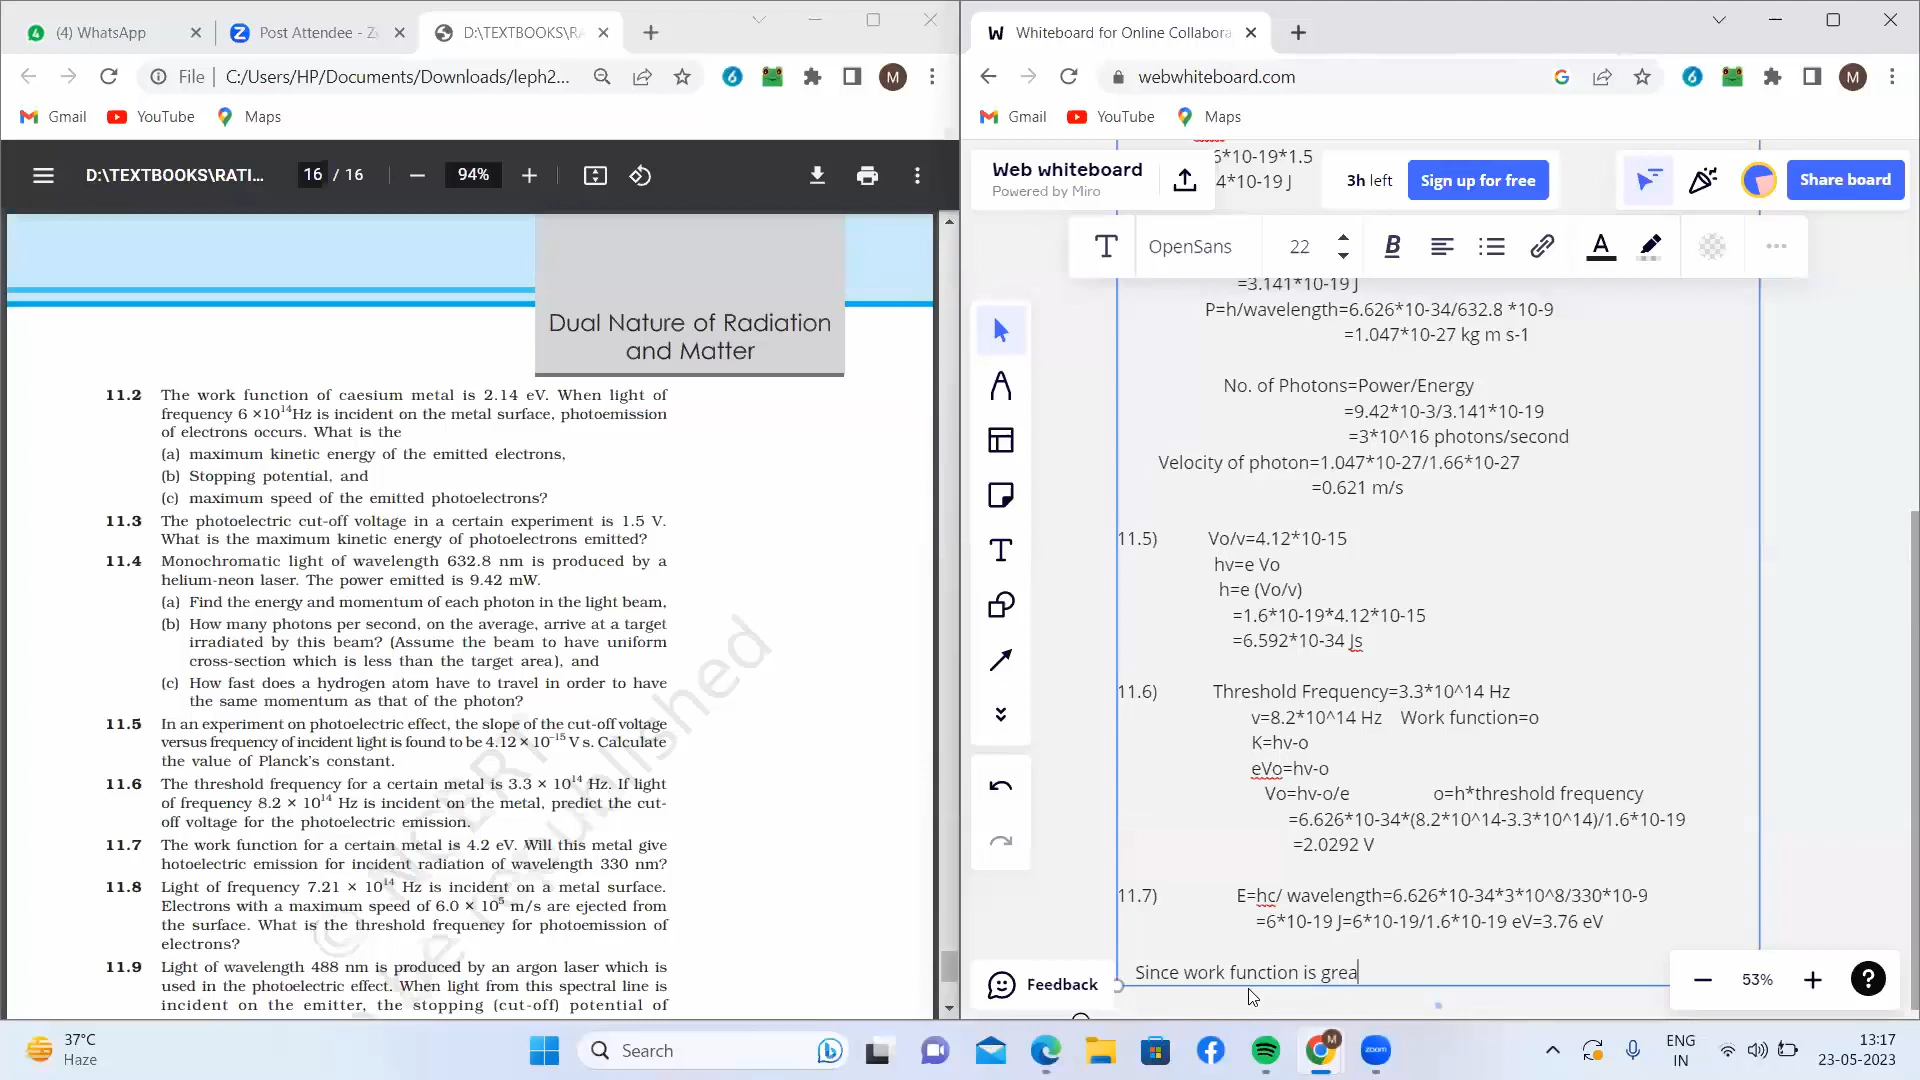 (4) WhatsApp
Post Attendee - Z
D:\TEXTBOOKS\RA
File
C:/Users/HP/Documents/Downloads/leph2...
M
Gmail
YouTube
Maps
D:\TEXTBOOKS\RATI...
16 / 16
94%
Dual Nature of Radiation
and Matter
11.2 The work function of caesium metal is 2.14 eV. When light of
frequency 6 ×10¹⁴Hz is incident on the metal surface, photoemission
of electrons occurs. What is the
(a) maximum kinetic energy of the emitted electrons,
(b) Stopping potential, and
(c) maximum speed of the emitted photoelectrons?
11.3 The photoelectric cut-off voltage in a certain experiment is 1.5 V.
What is the maximum kinetic energy of photoelectrons emitted?
11.4 Monochromatic light of wavelength 632.8 nm is produced by a
helium-neon laser. The power emitted is 9.42 mW.
(a) Find the energy and momentum of each photon in the light beam,
(b) How many photons per second, on the average, arrive at a target
irradiated by this beam? (Assume the beam to have uniform
cross-section which is less than the target area), and
(c) How fast does a hydrogen atom have to travel in order to have
the same momentum as that of the photon?
11.5 In an experiment on photoelectric effect, the slope of the cut-off voltage
versus frequency of incident light is found to be 4.12 × 10⁻¹⁵ V s. Calculate
the value of Planck's constant.
11.6 The threshold frequency for a certain metal is 3.3 × 10¹⁴ Hz. If light
of frequency 8.2 × 10¹⁴ Hz is incident on the metal, predict the cut-
off voltage for the photoelectric emission.
11.7 The work function for a certain metal is 4.2 eV. Will this metal give
hotoelectric emission for incident radiation of wavelength 330 nm?
11.8 Light of frequency 7.21 × 10¹⁴ Hz is incident on a metal surface.
Electrons with a maximum speed of 6.0 × 10⁵ m/s are ejected from
the surface. What is the threshold frequency for photoemission of
electrons?
11.9 Light of wavelength 488 nm is produced by an argon laser which is
used in the photoelectric effect. When light from this spectral line is
incident on the emitter, the stopping (cut-off) potential of
© NCERT
be republished
Whiteboard for Online Collabora
webwhiteboard.com
M
Gmail
YouTube
Maps
6*10-19*1.5
4*10-19 J
Web whiteboard
Powered by Miro
3h left
Sign up for free
Share board
OpenSans
22
B
A
=3.141*10-19 J
P=h/wavelength=6.626*10-34/632.8 *10-9
=1.047*10-27 kg m s-1
No. of Photons=Power/Energy
=9.42*10-3/3.141*10-19
=3*10^16 photons/second
Velocity of photon=1.047*10-27/1.66*10-27
=0.621 m/s
11.5) Vo/v=4.12*10-15
hv=e Vo
h=e (Vo/v)
=1.6*10-19*4.12*10-15
=6.592*10-34 Js
11.6) Threshold Frequency=3.3*10^14 Hz
v=8.2*10^14 Hz Work function=o
K=hv-o
eVo=hv-o
Vo=hv-o/e o=h*threshold frequency
=6.626*10-34*(8.2*10^14-3.3*10^14)/1.6*10-19
=2.0292 V
11.7) E=hc/ wavelength=6.626*10-34*3*10^8/330*10-9
=6*10-19 J=6*10-19/1.6*10-19 eV=3.76 eV
Since work function is grea
Feedback
53%
37°C
Haze
Search
zoom
ENG
IN
13:17
23-05-2023